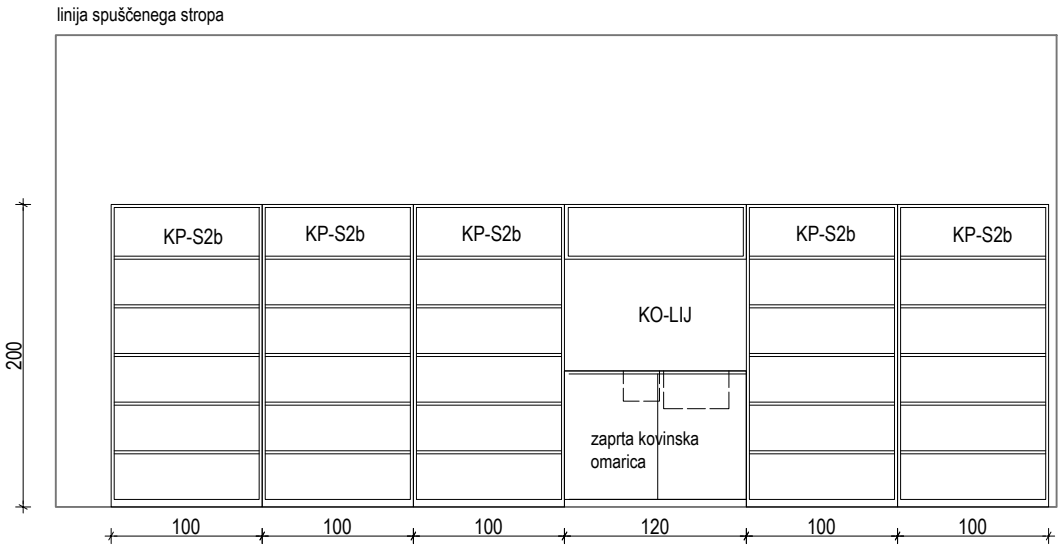 linija spuščenega stropa
KP-S2b
KP-S2b
KP-S2b
KP-S2b
KP-S2b
KO-LIJ
200
zaprta kovinska
omarica
100
100
100
120
100
100